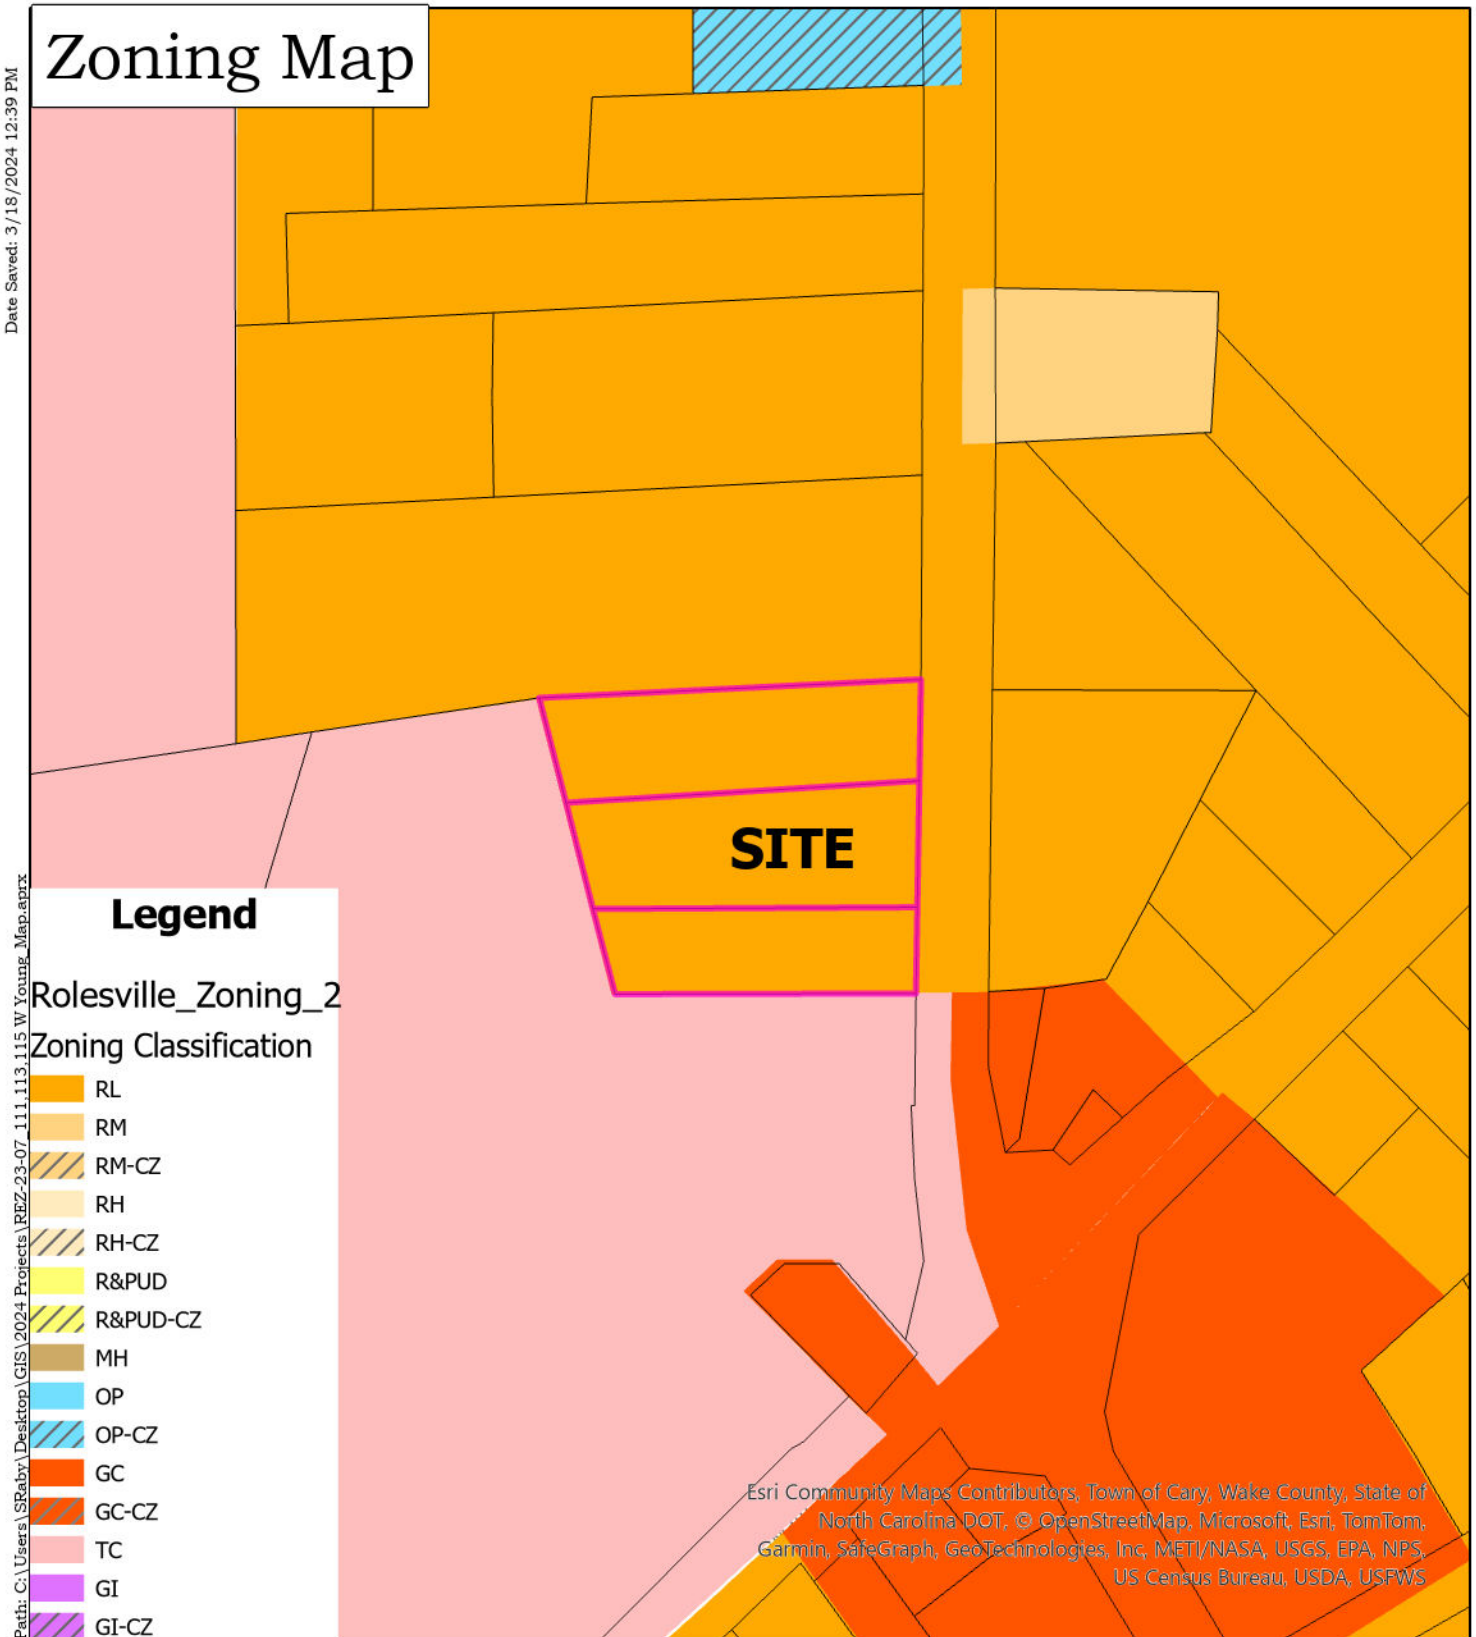 Zoning Map
Date Saved: 3/18/2024 12:39 PM
SITE
Path: C:\Users\SRaby\Desktop\GIS\2024 Projects\REZ-23-07_111,113,115 W Young_Map.aprx
Legend
Rolesville_Zoning_2
Zoning Classification
RL
RM
RM-CZ
RH
RH-CZ
R&PUD
R&PUD-CZ
MH
OP
OP-CZ
GC
GC-CZ
TC
GI
GI-CZ
Esri Community Maps Contributors, Town of Cary, Wake County, State of
North Carolina DOT, © OpenStreetMap, Microsoft, Esri, TomTom,
Garmin, SafeGraph, GeoTechnologies, Inc, METI/NASA, USGS, EPA, NPS,
US Census Bureau, USDA, USFWS